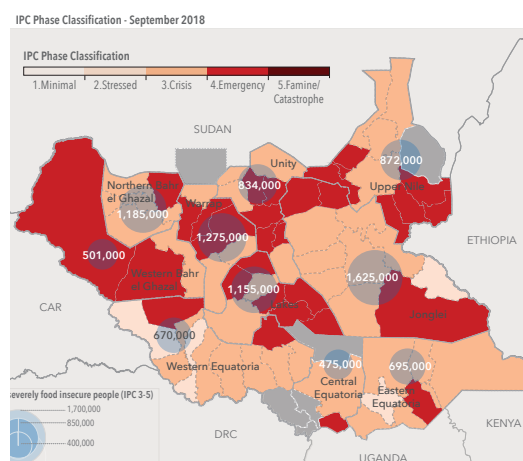 IPC Phase Classification - September 2018
IPC Phase Classification
1.Minimal 2.Stressed 3.Crisis 4.Emergency 5.Famine/
Catastrophe
SUDAN
Unity
872,000
Northern Bahr
el Ghazal
834,000
Upper Nile
1,185,000
Warrap
1,275,000
ETHIOPIA
501,000
Western Bahr
el Ghazal
1,625,000
1,155,000
CAR
Jonglei
670,000
Western Equatoria
475,000
695,000
Central
Equatoria
Eastern
Equatoria
everely food insecure people (IPC 3-5)
1,700,000
850,000
400,000
DRC
KENYA
UGANDA